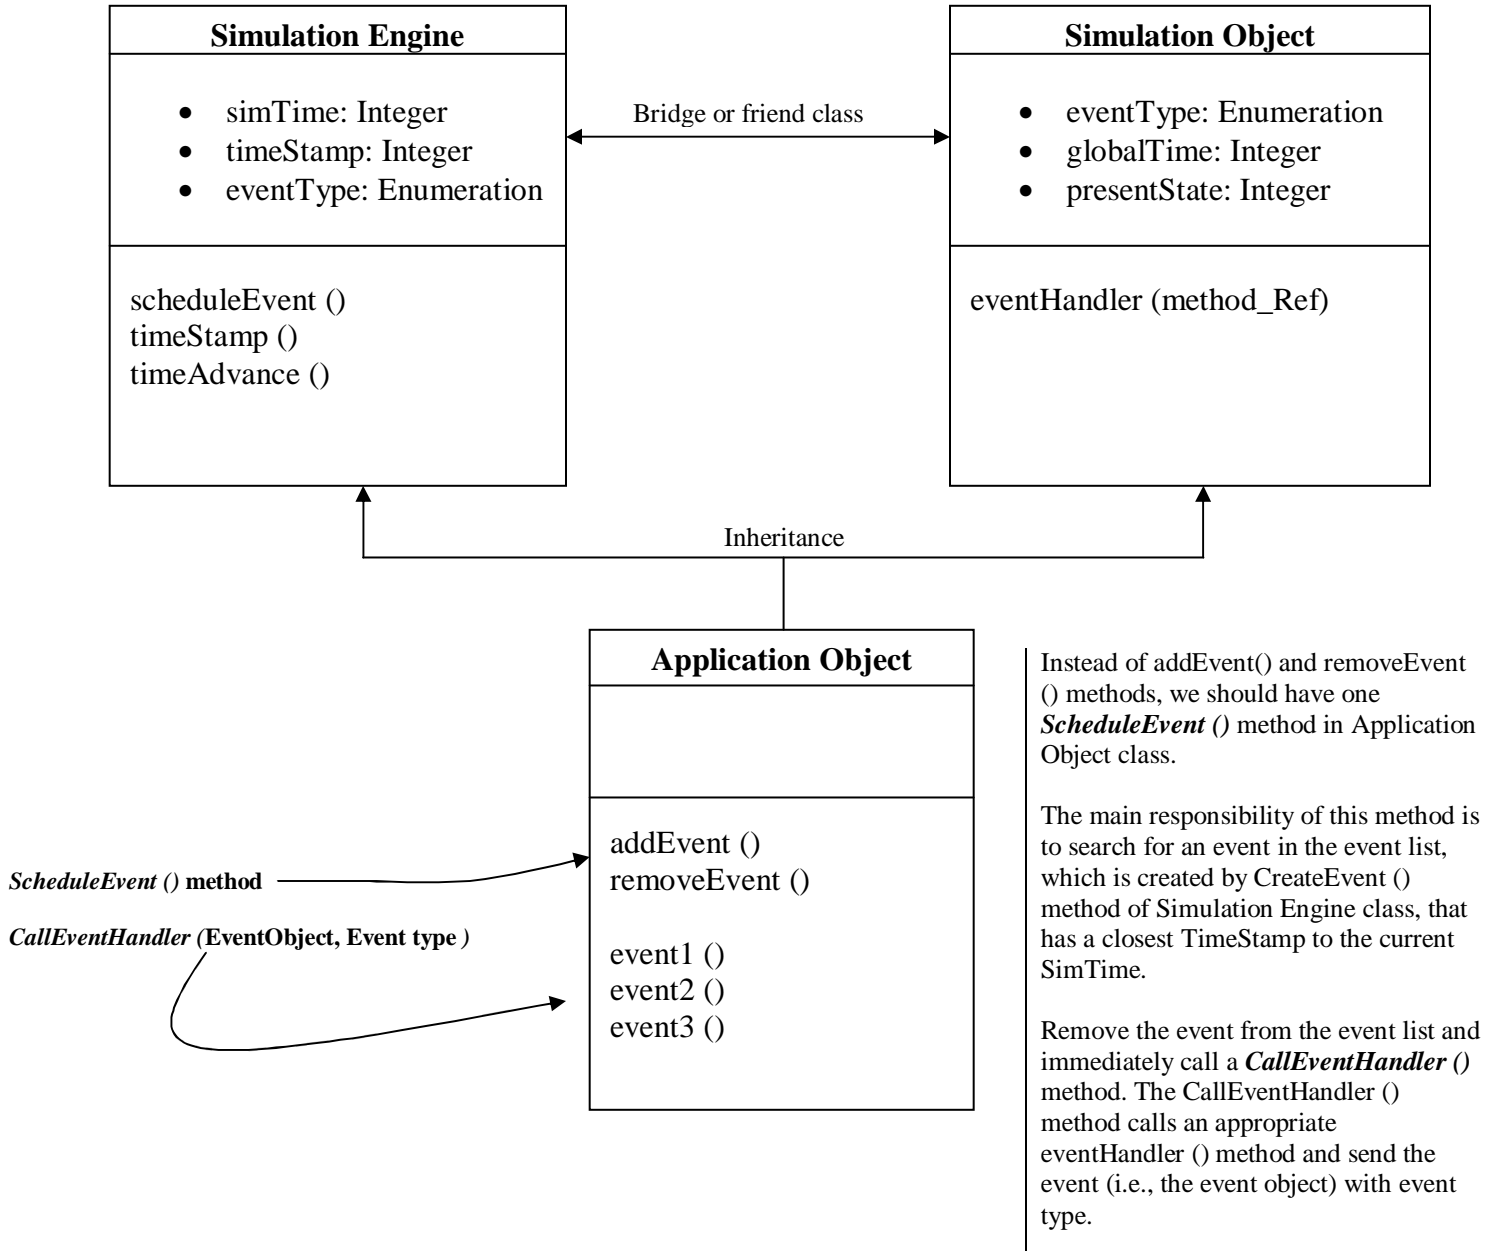 Simulation Engine
• simTime: Integer
• timeStamp: Integer
• eventType: Enumeration
scheduleEvent ()
timeStamp ()
timeAdvance ()
Bridge or friend class
Simulation Object
• eventType: Enumeration
• globalTime: Integer
• presentState: Integer
eventHandler (method_Ref)
Inheritance
Application Object
addEvent ()
removeEvent ()
event1 ()
event2 ()
event3 ()
ScheduleEvent () method
CallEventHandler (EventObject, Event type )
Instead of addEvent() and removeEvent
() methods, we should have one
ScheduleEvent () method in Application
Object class.
The main responsibility of this method is
to search for an event in the event list,
which is created by CreateEvent ()
method of Simulation Engine class, that
has a closest TimeStamp to the current
SimTime.
Remove the event from the event list and
immediately call a CallEventHandler ()
method. The CallEventHandler ()
method calls an appropriate
eventHandler () method and send the
event (i.e., the event object) with event
type.